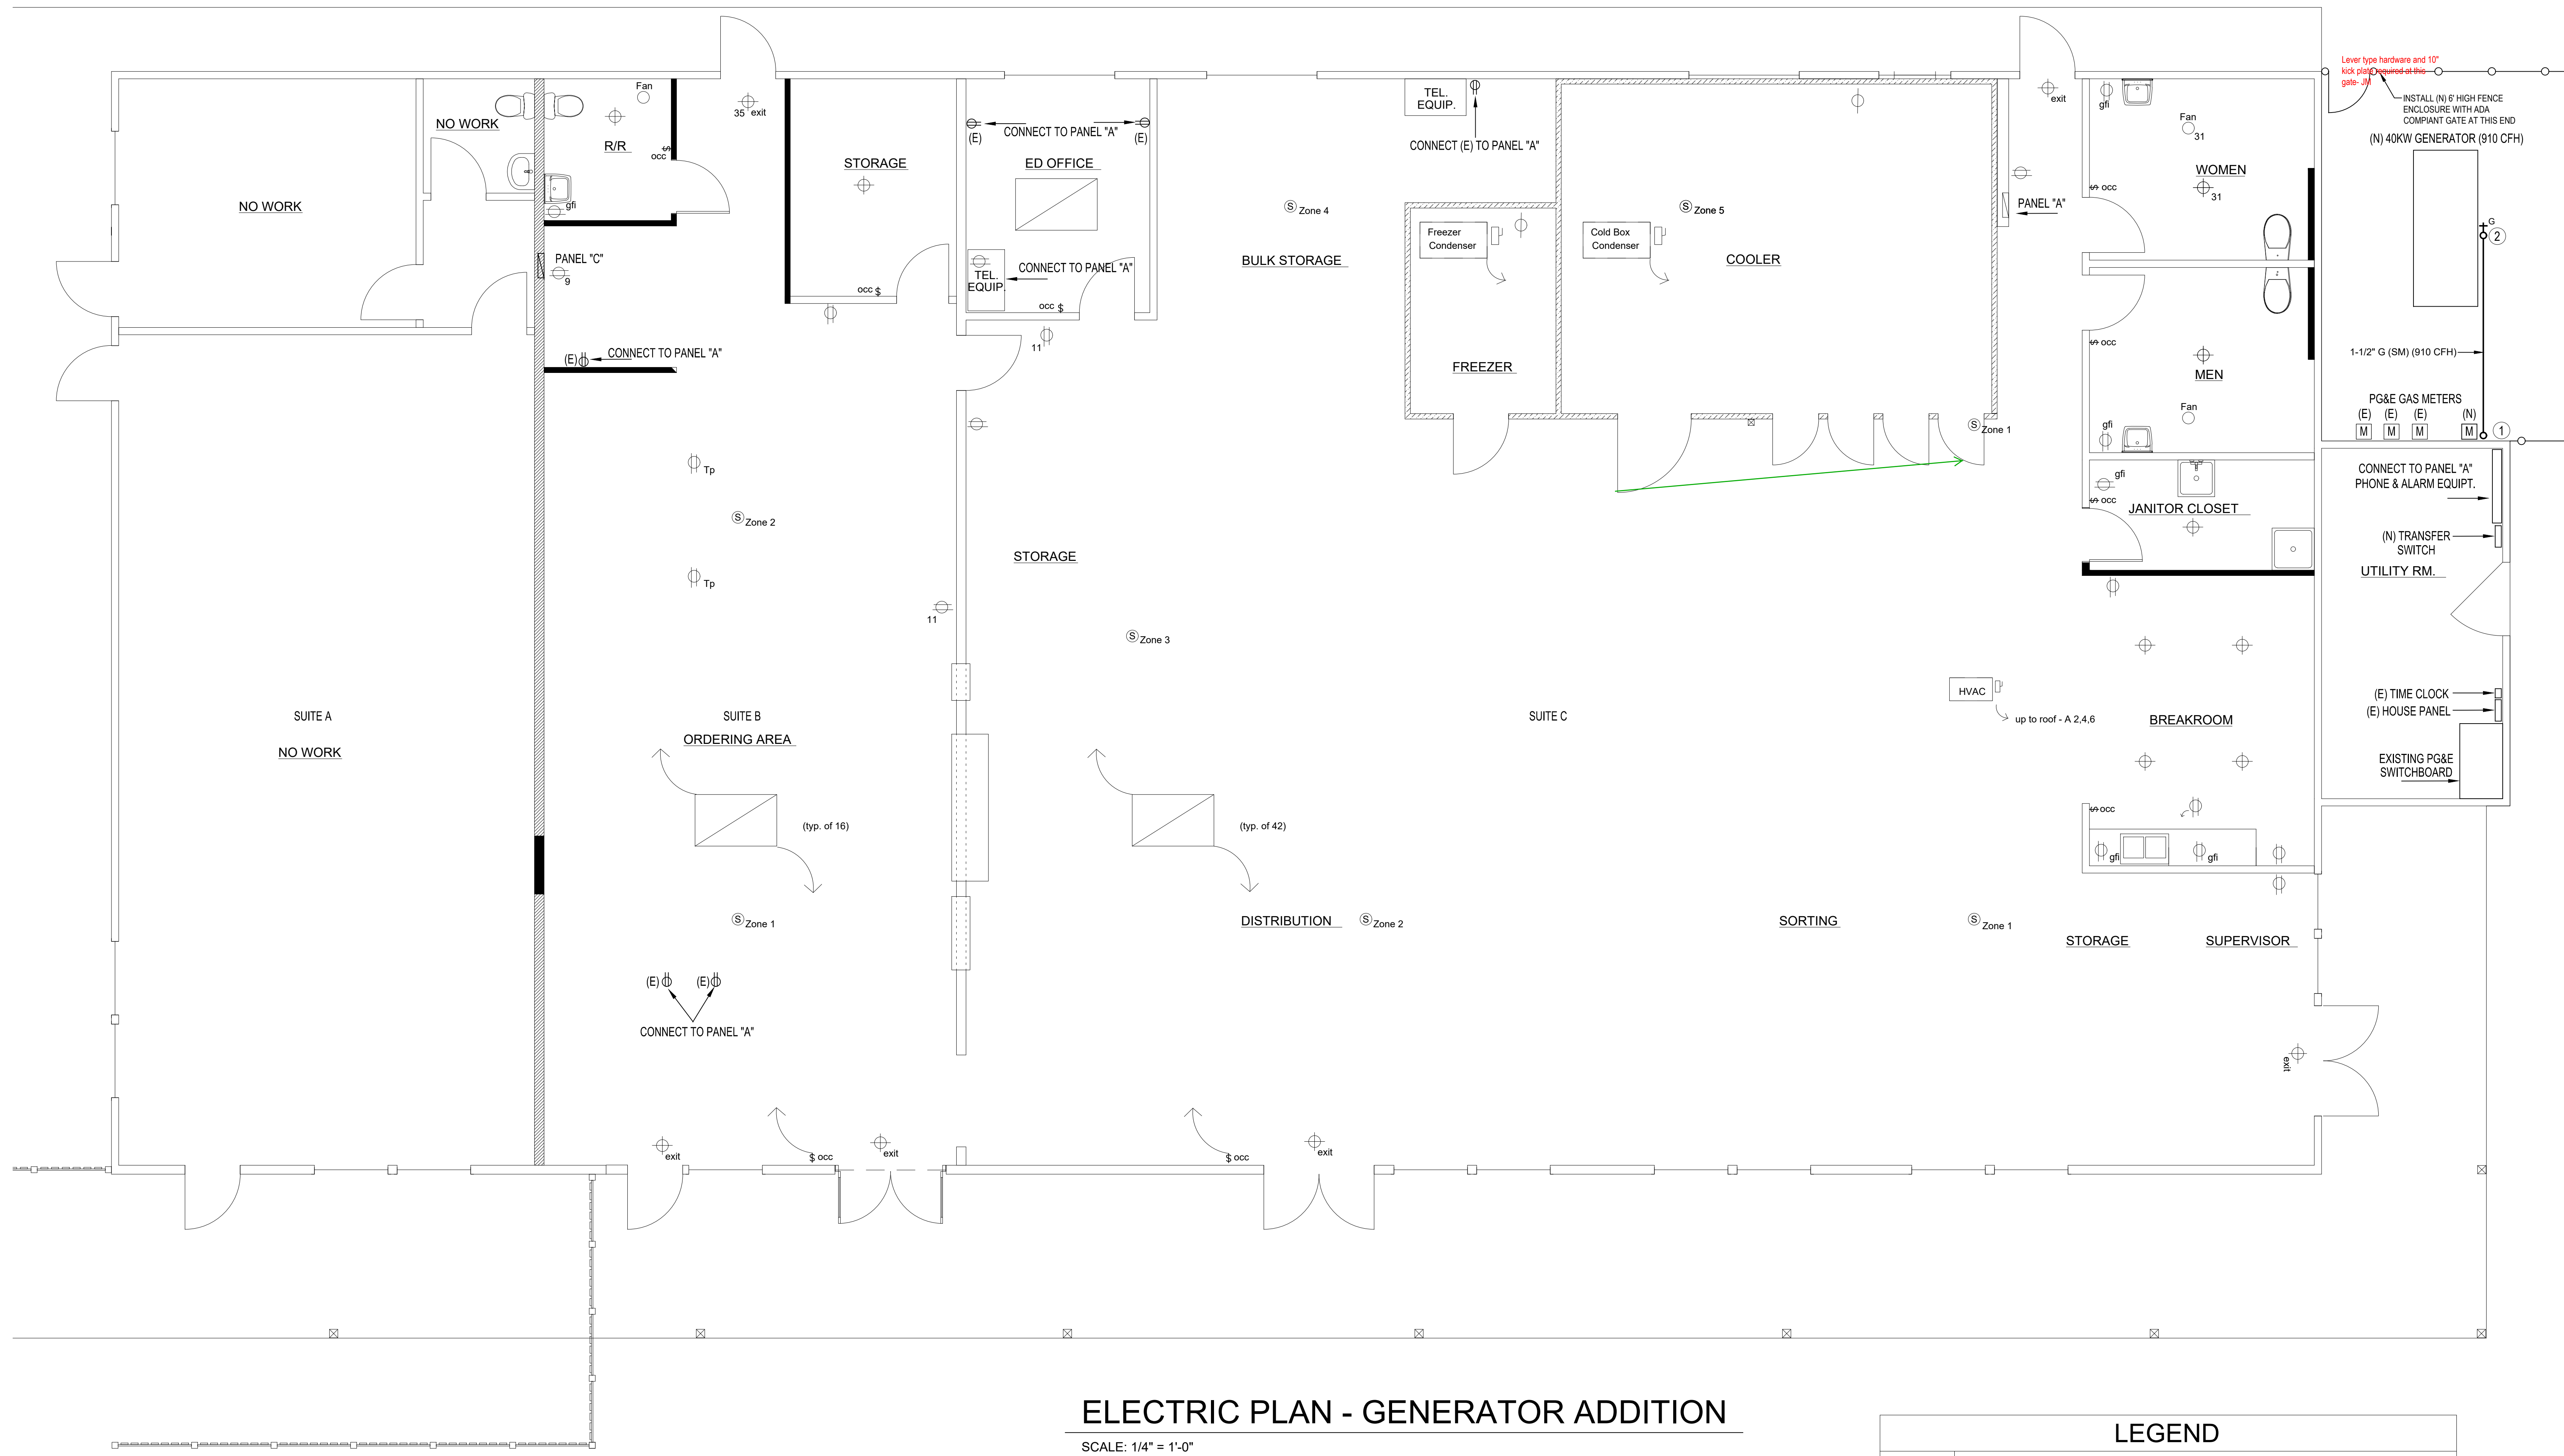 Lever type hardware and 10"
kick plate required at this
gate- JM
INSTALL (N) 6' HIGH FENCE
ENCLOSURE WITH ADA
COMPIANT GATE AT THIS END
(N) 40KW GENERATOR (910 CFH)
G
2
1-1/2" G (SM) (910 CFH)
PG&E GAS METERS
(E) (E) (E) (N)
M M M M
1
NO WORK
NO WORK
Fan
R/R
occ
gfi
35 exit
STORAGE
occ $
(E)
CONNECT TO PANEL "A"
(E)
ED OFFICE
TEL.
EQUIP.
CONNECT TO PANEL "A"
occ $
11
PANEL "C"
9
(E)
CONNECT TO PANEL "A"
TEL.
EQUIP.
CONNECT (E) TO PANEL "A"
S Zone 4
BULK STORAGE
Freezer
Condenser
FREEZER
S Zone 5
Cold Box
Condenser
COOLER
S Zone 1
exit
PANEL "A"
gfi
Fan
31
WOMEN
$ occ
31
$ occ
MEN
Fan
gfi
gfi
$ occ
JANITOR CLOSET
CONNECT TO PANEL "A"
PHONE & ALARM EQUIPT.
(N) TRANSFER
SWITCH
UTILITY RM.
(E) TIME CLOCK
(E) HOUSE PANEL
EXISTING PG&E
SWITCHBOARD
Tp
S Zone 2
Tp
11
STORAGE
S Zone 3
SUITE A
NO WORK
SUITE B
ORDERING AREA
(typ. of 16)
SUITE C
(typ. of 42)
HVAC
up to roof - A 2,4,6
BREAKROOM
$ occ
gfi
gfi
S Zone 1
DISTRIBUTION
S Zone 2
SORTING
S Zone 1
STORAGE
SUPERVISOR
(E) (E)
CONNECT TO PANEL "A"
exit
exit
$ occ
exit
$ occ
exit
ELECTRIC PLAN - GENERATOR ADDITION
SCALE: 1/4" = 1'-0"
LEGEND